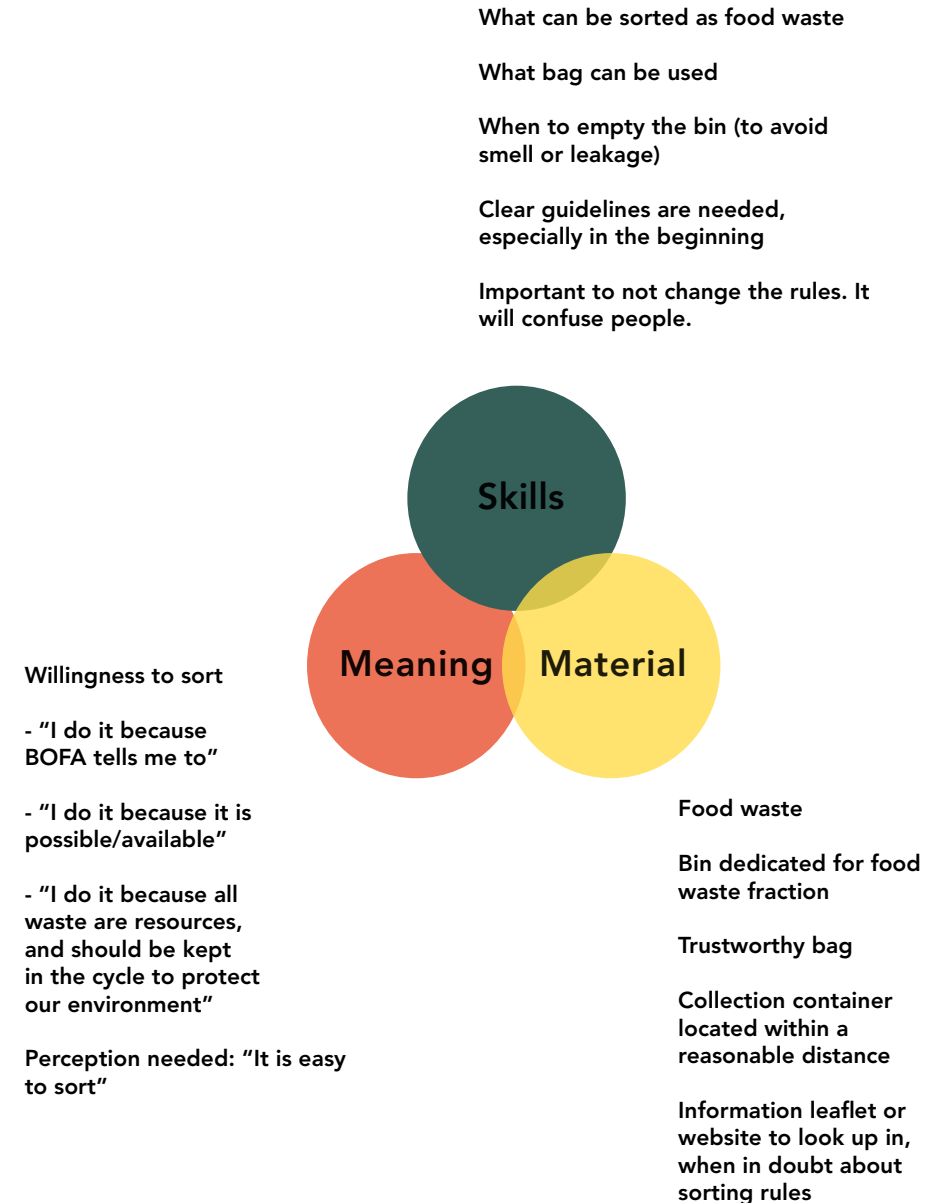 What can be sorted as food waste
What bag can be used
When to empty the bin (to avoid
smell or leakage)
Clear guidelines are needed,
especially in the beginning
Important to not change the rules. It
will confuse people.
Skills
Meaning
Material
Willingness to sort
- “I do it because
BOFA tells me to”
- “I do it because it is
possible/available”
- “I do it because all
waste are resources,
and should be kept
in the cycle to protect
our environment”
Perception needed: “It is easy
to sort”
Food waste
Bin dedicated for food
waste fraction
Trustworthy bag
Collection container
located within a
reasonable distance
Information leaflet or
website to look up in,
when in doubt about
sorting rules